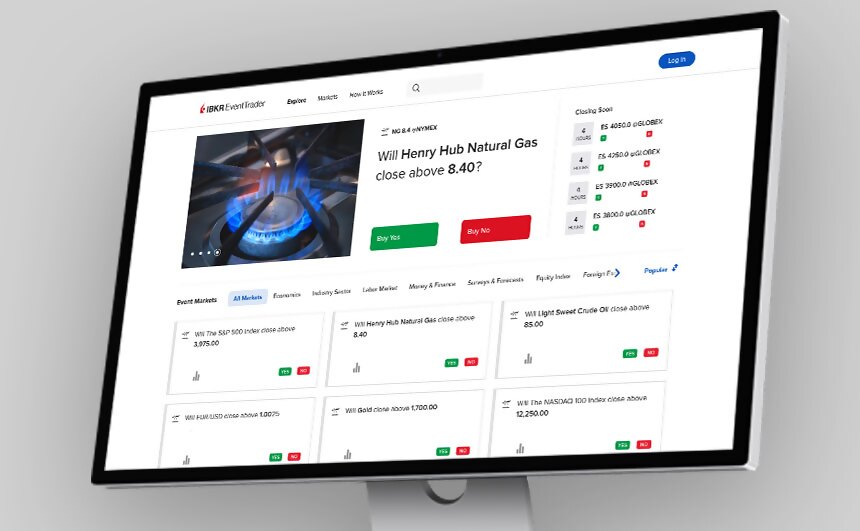 IBKR EventTrader
Explore
Markets
How It Works
Log In
NG 8.4 @NYMEX
Will Henry Hub Natural Gas
close above 8.40?
Buy Yes
Buy No
Closing Soon
4
HOURS
ES 4050.0 @GLOBEX
4
HOURS
ES 4250.0 @GLOBEX
4
HOURS
ES 3900.0 @GLOBEX
4
HOURS
ES 3800.0 @GLOBEX
Event Markets
All Markets
Economics
Industry Sector
Labor Market
Money & Finance
Surveys & Forecasts
Equity Index
Foreign Ex
Popular
Will The S&P 500 Index close above
3,975.00
YES
NO
Will Henry Hub Natural Gas close above
8.40
YES
NO
Will Light Sweet Crude Oil close above
85.00
YES
NO
Will EUR/USD close above 1.0025
YES
NO
Will Gold close above 1,700.00
YES
NO
Will The NASDAQ 100 Index close above
12,250.00
YES
NO